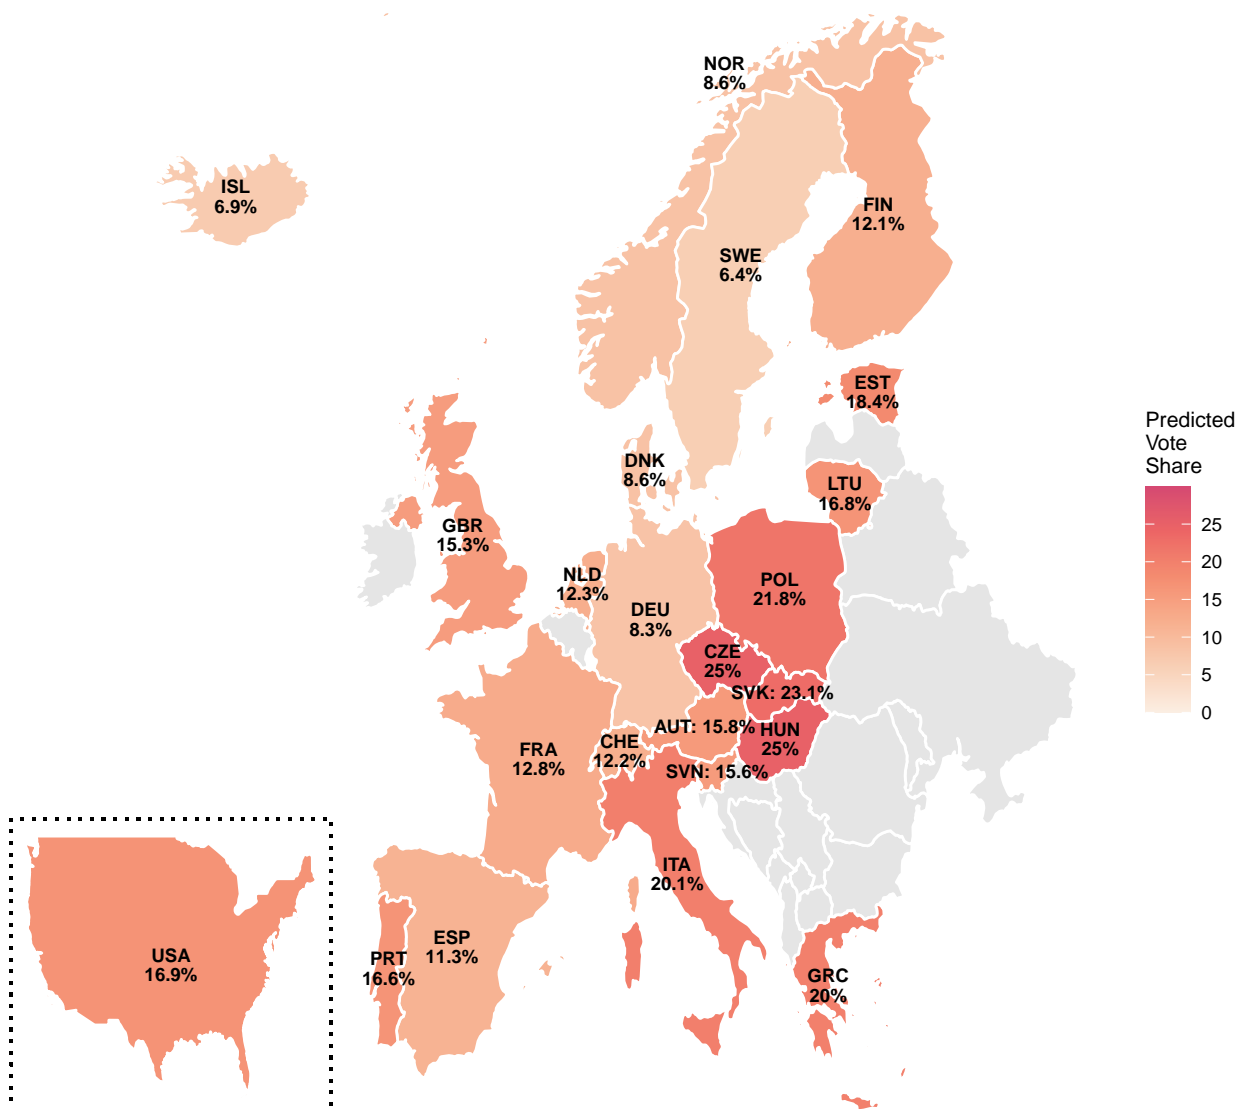 NOR
8.6%
ISL
6.9%
FIN
12.1%
SWE
6.4%
EST
18.4%
Predicted
Vote
Share
25
20
15
10
5
0
DNK
8.6%
LTU
16.8%
GBR
15.3%
NLD
12.3%
POL
21.8%
DEU
8.3%
CZE
25%
SVK: 23.1%
AUT: 15.8%
HUN
25%
FRA
12.8%
CHE
12.2%
SVN: 15.6%
ITA
20.1%
ESP
11.3%
PRT
16.6%
USA
16.9%
GRC
20%